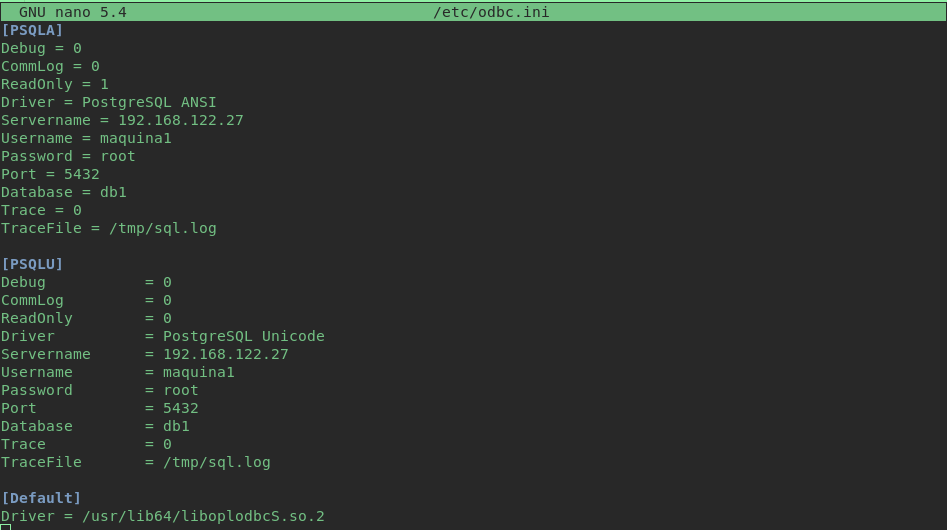 GNU nano 5.4 /etc/odbc.ini
[PSQLA]
Debug = 0
CommLog = 0
ReadOnly = 1
Driver = PostgreSQL ANSI
Servername = 192.168.122.27
Username = maquina1
Password = root
Port = 5432
Database = db1
Trace = 0
TraceFile = /tmp/sql.log
[PSQLU]
Debug = 0
CommLog = 0
ReadOnly = 0
Driver = PostgreSQL Unicode
Servername = 192.168.122.27
Username = maquina1
Password = root
Port = 5432
Database = db1
Trace = 0
TraceFile = /tmp/sql.log
[Default]
Driver = /usr/lib64/liboplodbcS.so.2